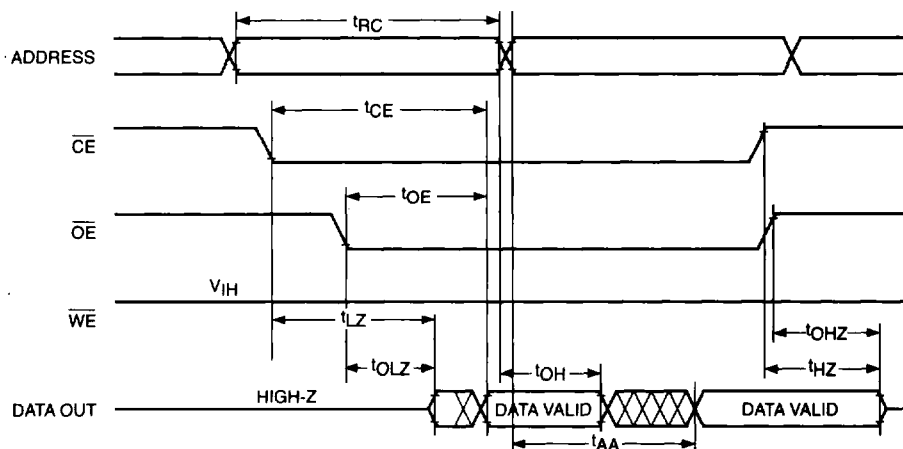 tRC
ADDRESS
tCE
CE
tOE
OE
VIH
WE
tLZ
tOHZ
tOLZ
tOH
tHZ
DATA OUT
HIGH-Z
DATA VALID
DATA VALID
tAA